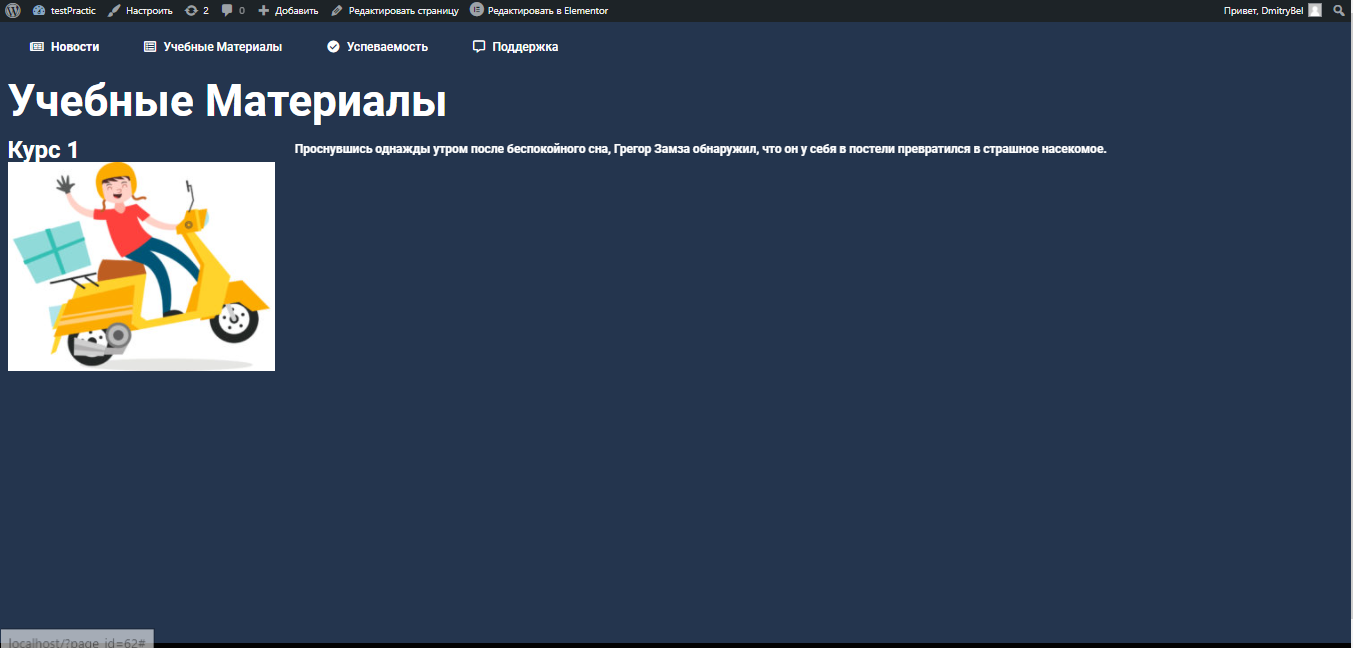 testPractic Настроить 2 0 Добавить Редактировать страницу Редактировать в Elementor Привет, DmitryBel
Новости Учебные Материалы Успеваемость Поддержка
Учебные Материалы
Курс 1
Проснувшись однажды утром после беспокойного сна, Грегор Замза обнаружил, что он у себя в постели превратился в страшное насекомое.
localhost/?page_id=62#